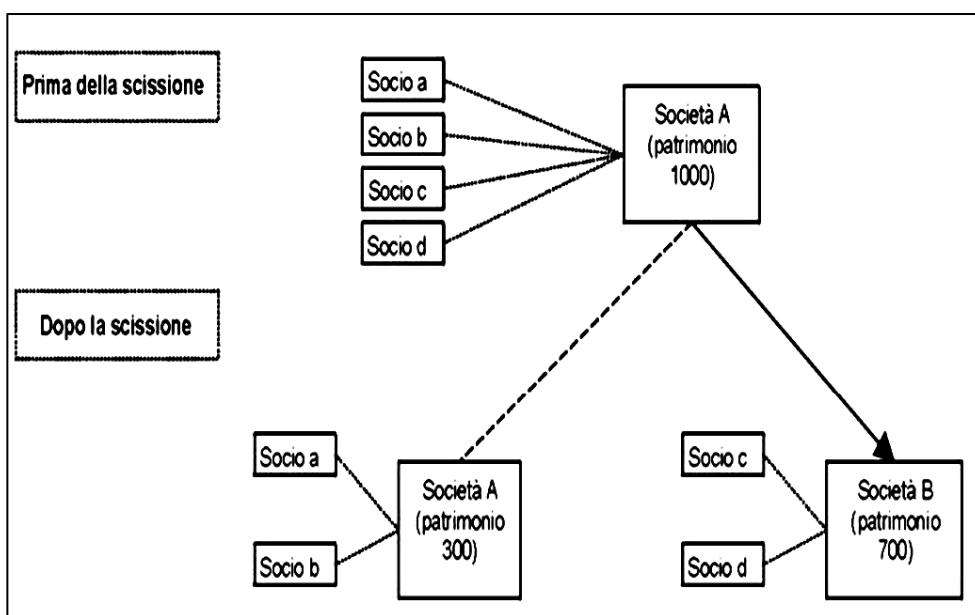 Prima della scissione
Socio a
Socio b
Socio c
Socio d
Società A
(patrimonio
1000)
Dopo la scissione
Socio a
Socio b
Società A
(patrimonio
300)
Socio c
Socio d
Società B
(patrimonio
700)